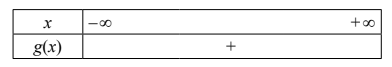 x −∞ +∞
g(x) +